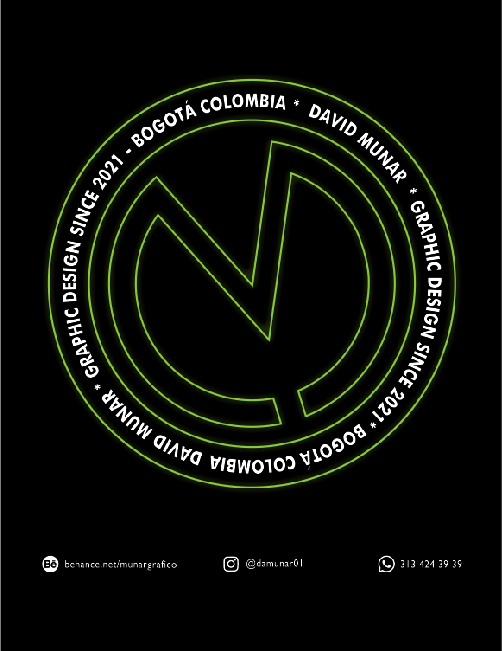 GRAPHIC DESIGN SINCE 2021 - BOGOTÁ COLOMBIA * DAVID MUNAR * GRAPHIC DESIGN SINCE 2021 * BOGOTÁ COLOMBIA DAVID MUNAR *
Bē behance.net/munargrafico
@damunar01
313 424 39 39